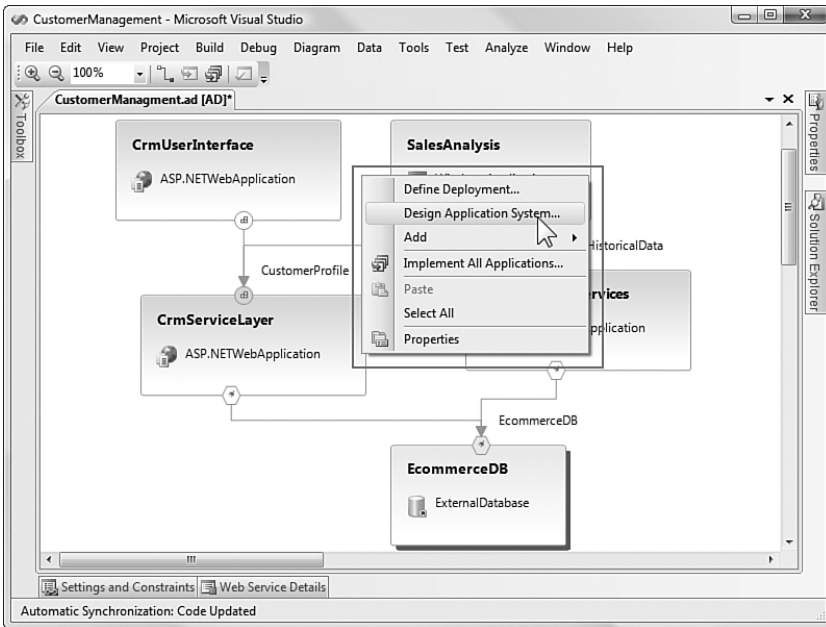 CustomerManagement - Microsoft Visual Studio
File Edit View Project Build Debug Diagram Data Tools Test Analyze Window Help
100%
CustomerManagment.ad [AD]*
Toolbox
Properties
Solution Explorer
CrmUserInterface
ASP.NETWebApplication
SalesAnalysis
Define Deployment...
Design Application System...
Add
Implement All Applications...
Paste
Select All
Properties
HistoricalData
CustomerProfile
CrmServiceLayer
ASP.NETWebApplication
EcommerceDB
EcommerceDB
ExternalDatabase
Settings and Constraints Web Service Details
Automatic Synchronization: Code Updated